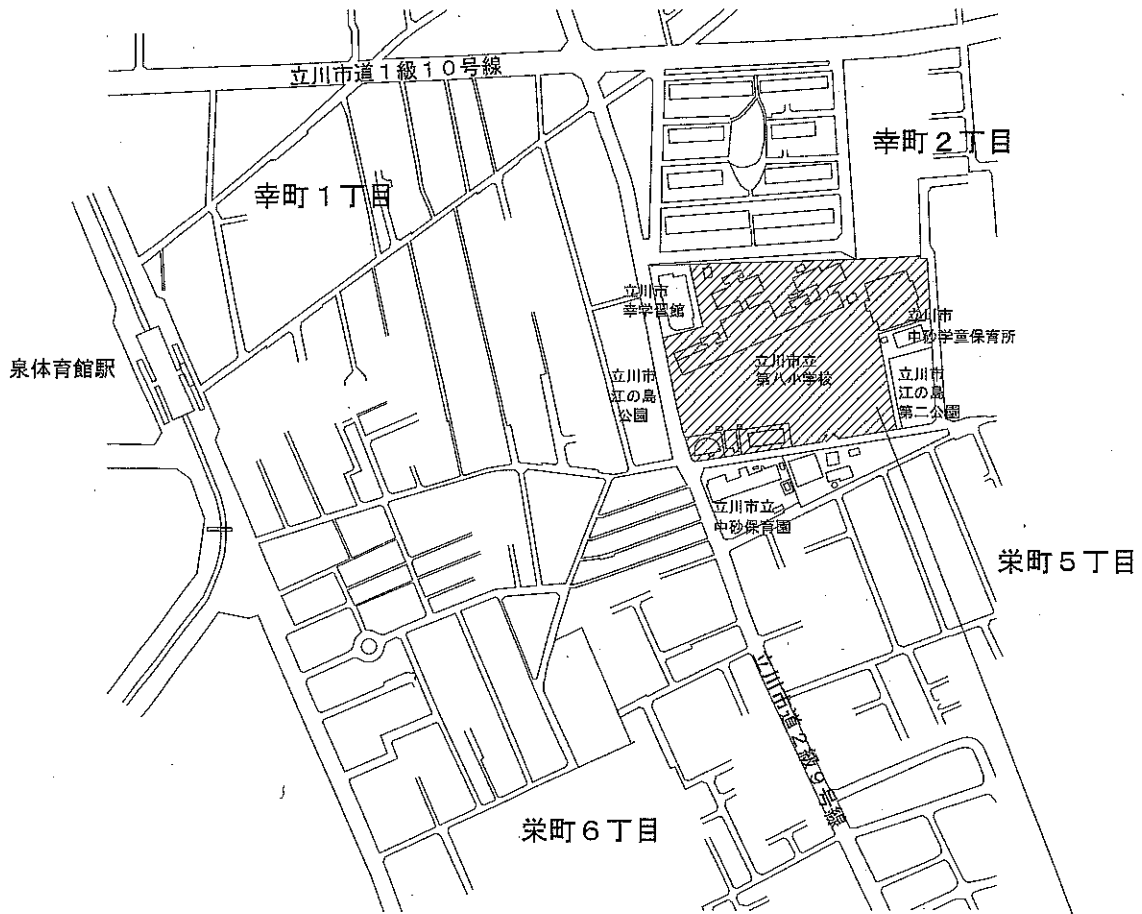 立川市道1級10号線
幸町2丁目
幸町1丁目
立川市
幸学習館
立川市
中砂学童保育所
泉体育館駅
立川市立
第八小学校
立川市
江の島
公園
立川市
江の島
第二公園
立川市立
中砂保育園
栄町5丁目
立川市道2級9号線
栄町6丁目